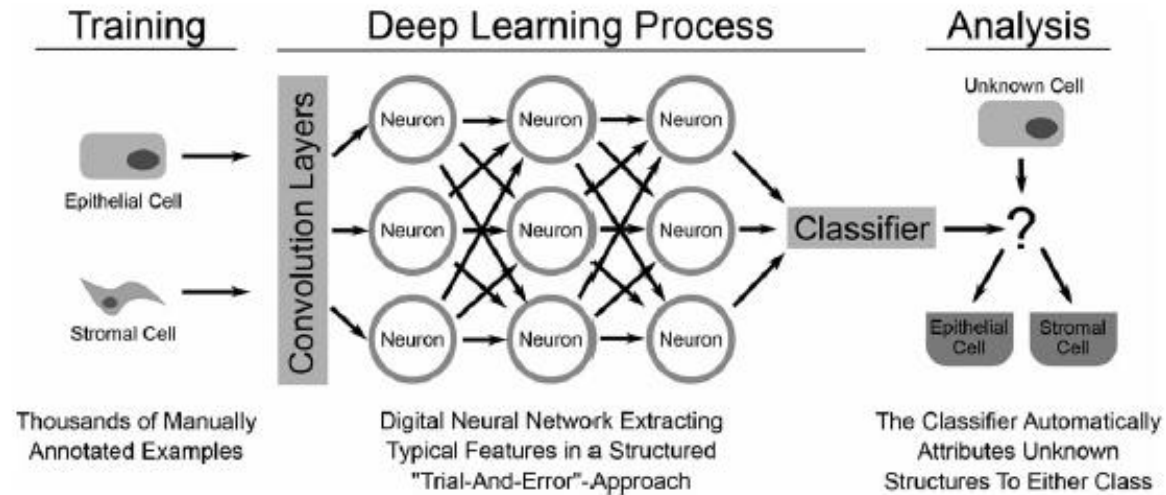 Training
Deep Learning Process
Analysis
Epithelial Cell
Stromal Cell
Convolution Layers
Neuron
Neuron
Neuron
Neuron
Neuron
Neuron
Neuron
Neuron
Neuron
Classifier
Unknown Cell
?
Epithelial
Cell
Stromal
Cell
Thousands of Manually
Annotated Examples
Digital Neural Network Extracting
Typical Features in a Structured
"Trial-And-Error"-Approach
The Classifier Automatically
Attributes Unknown
Structures To Either Class